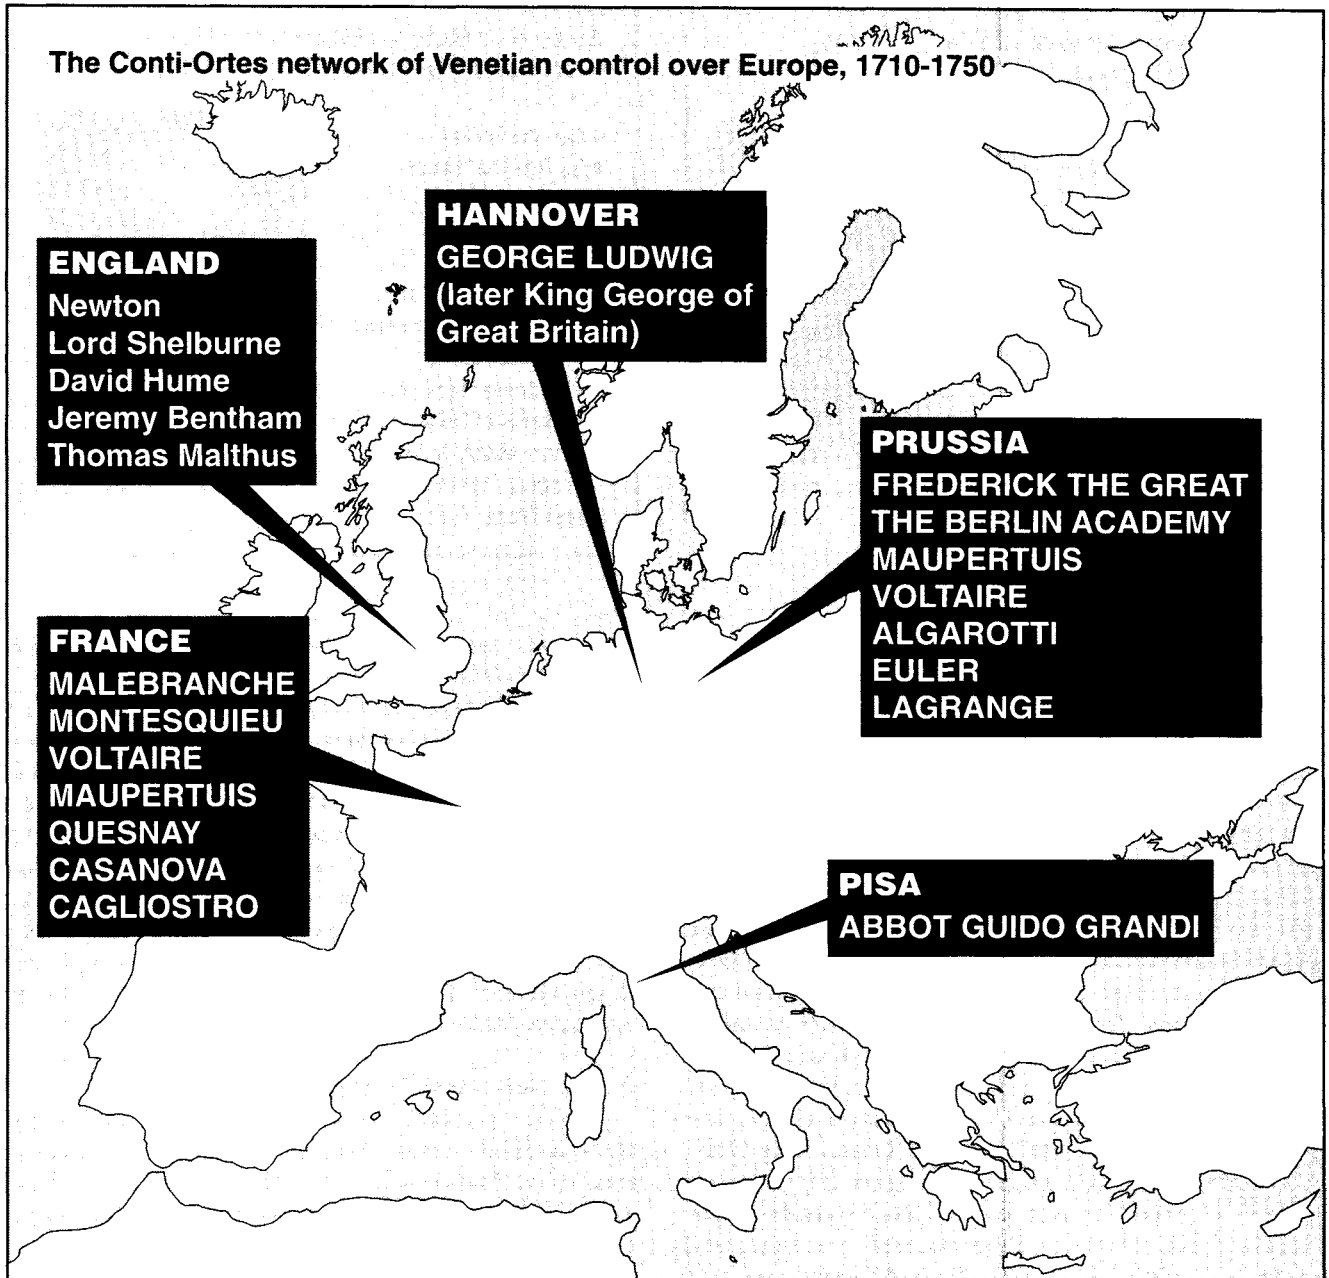 The Conti-Ortes network of Venetian control over Europe, 1710-1750
HANNOVER
GEORGE LUDWIG
(later King George of
Great Britain)
ENGLAND
Newton
Lord Shelburne
David Hume
Jeremy Bentham
Thomas Malthus
PRUSSIA
FREDERICK THE GREAT
THE BERLIN ACADEMY
MAUPERTUIS
VOLTAIRE
ALGAROTTI
EULER
LAGRANGE
FRANCE
MALEBRANCHE
MONTESQUIEU
VOLTAIRE
MAUPERTUIS
QUESNAY
CASANOVA
CAGLIOSTRO
PISA
ABBOT GUIDO GRANDI